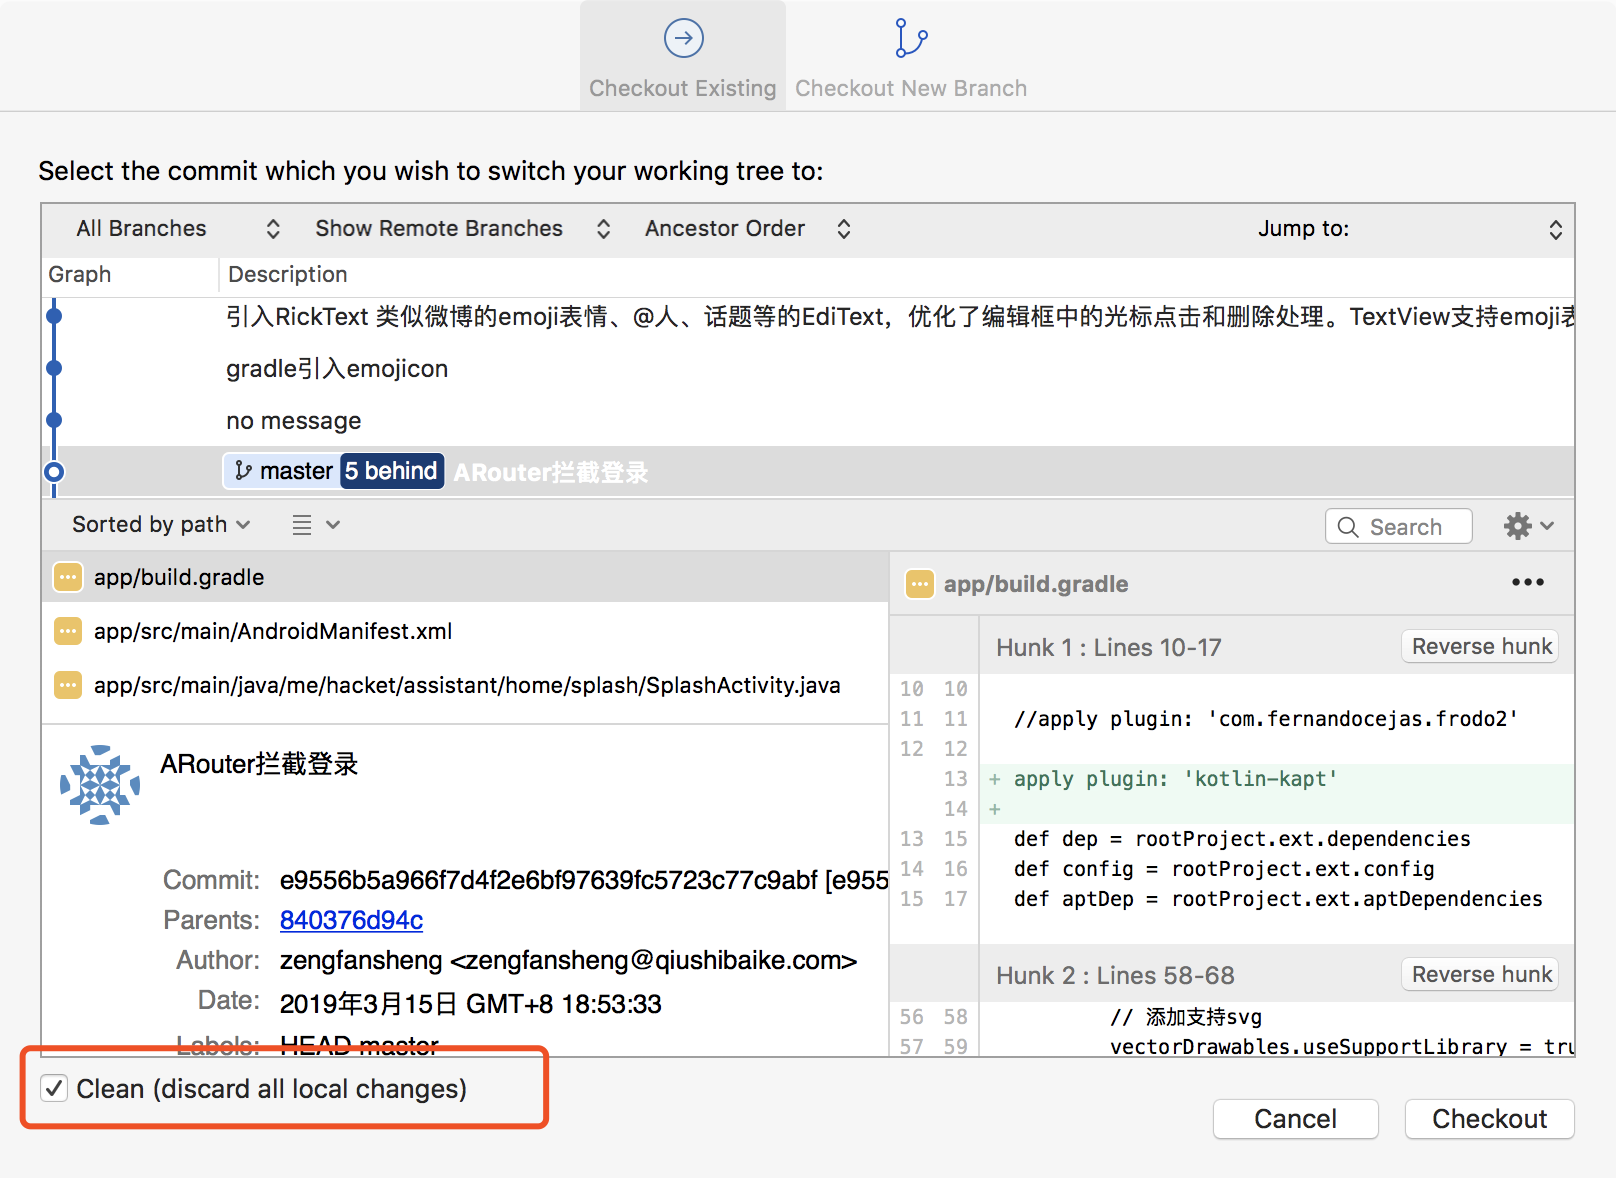 Checkout Existing
Checkout New Branch
Select the commit which you wish to switch your working tree to:
All Branches
Show Remote Branches
Ancestor Order
Jump to:
Graph
Description
引入RickText 类似微博的emoji表情、@人、话题等的EdiText，优化了编辑框中的光标点击和删除处理。TextView支持emoji表
gradle引入emojicon
no message
master 5 behind ARouter拦截登录
Sorted by path
Search
app/build.gradle
app/src/main/AndroidManifest.xml
app/src/main/java/me/hacket/assistant/home/splash/SplashActivity.java
ARouter拦截登录
Commit: e9556b5a966f7d4f2e6bf97639fc5723c77c9abf [e955
Parents: 840376d94c
Author: zengfansheng <zengfansheng@qiushibaike.com>
Date: 2019年3月15日 GMT+8 18:53:33
Labels: HEAD master
app/build.gradle
Hunk 1 : Lines 10-17
Reverse hunk
10 10
11 11 //apply plugin: 'com.fernandocejas.frodo2'
12 12
13 + apply plugin: 'kotlin-kapt'
14 +
13 15 def dep = rootProject.ext.dependencies
14 16 def config = rootProject.ext.config
15 17 def aptDep = rootProject.ext.aptDependencies
Hunk 2 : Lines 58-68
Reverse hunk
56 58 // 添加支持svg
57 59 vectorDrawables.useSupportLibrary = tru
Clean (discard all local changes)
Cancel
Checkout